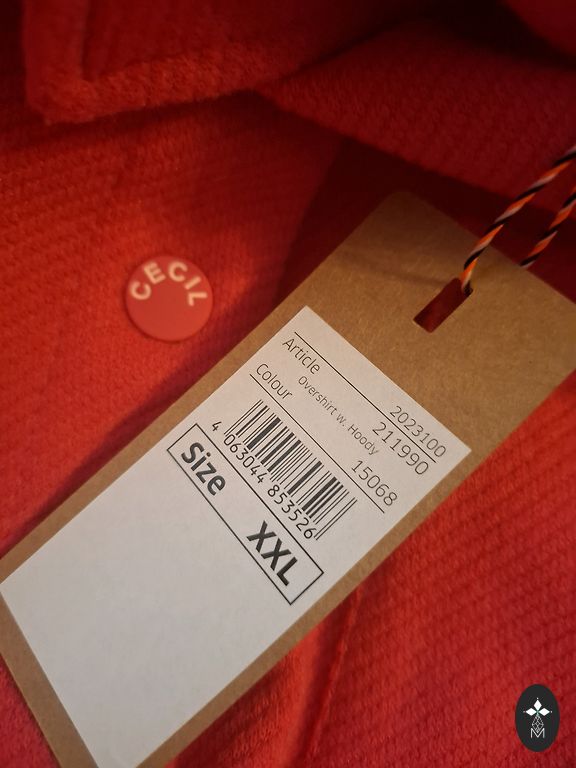 CECIL
2023100
Article 211990
Overshirt w. Hoody
Colour 15068
4 063044 853526
Size XXL
M